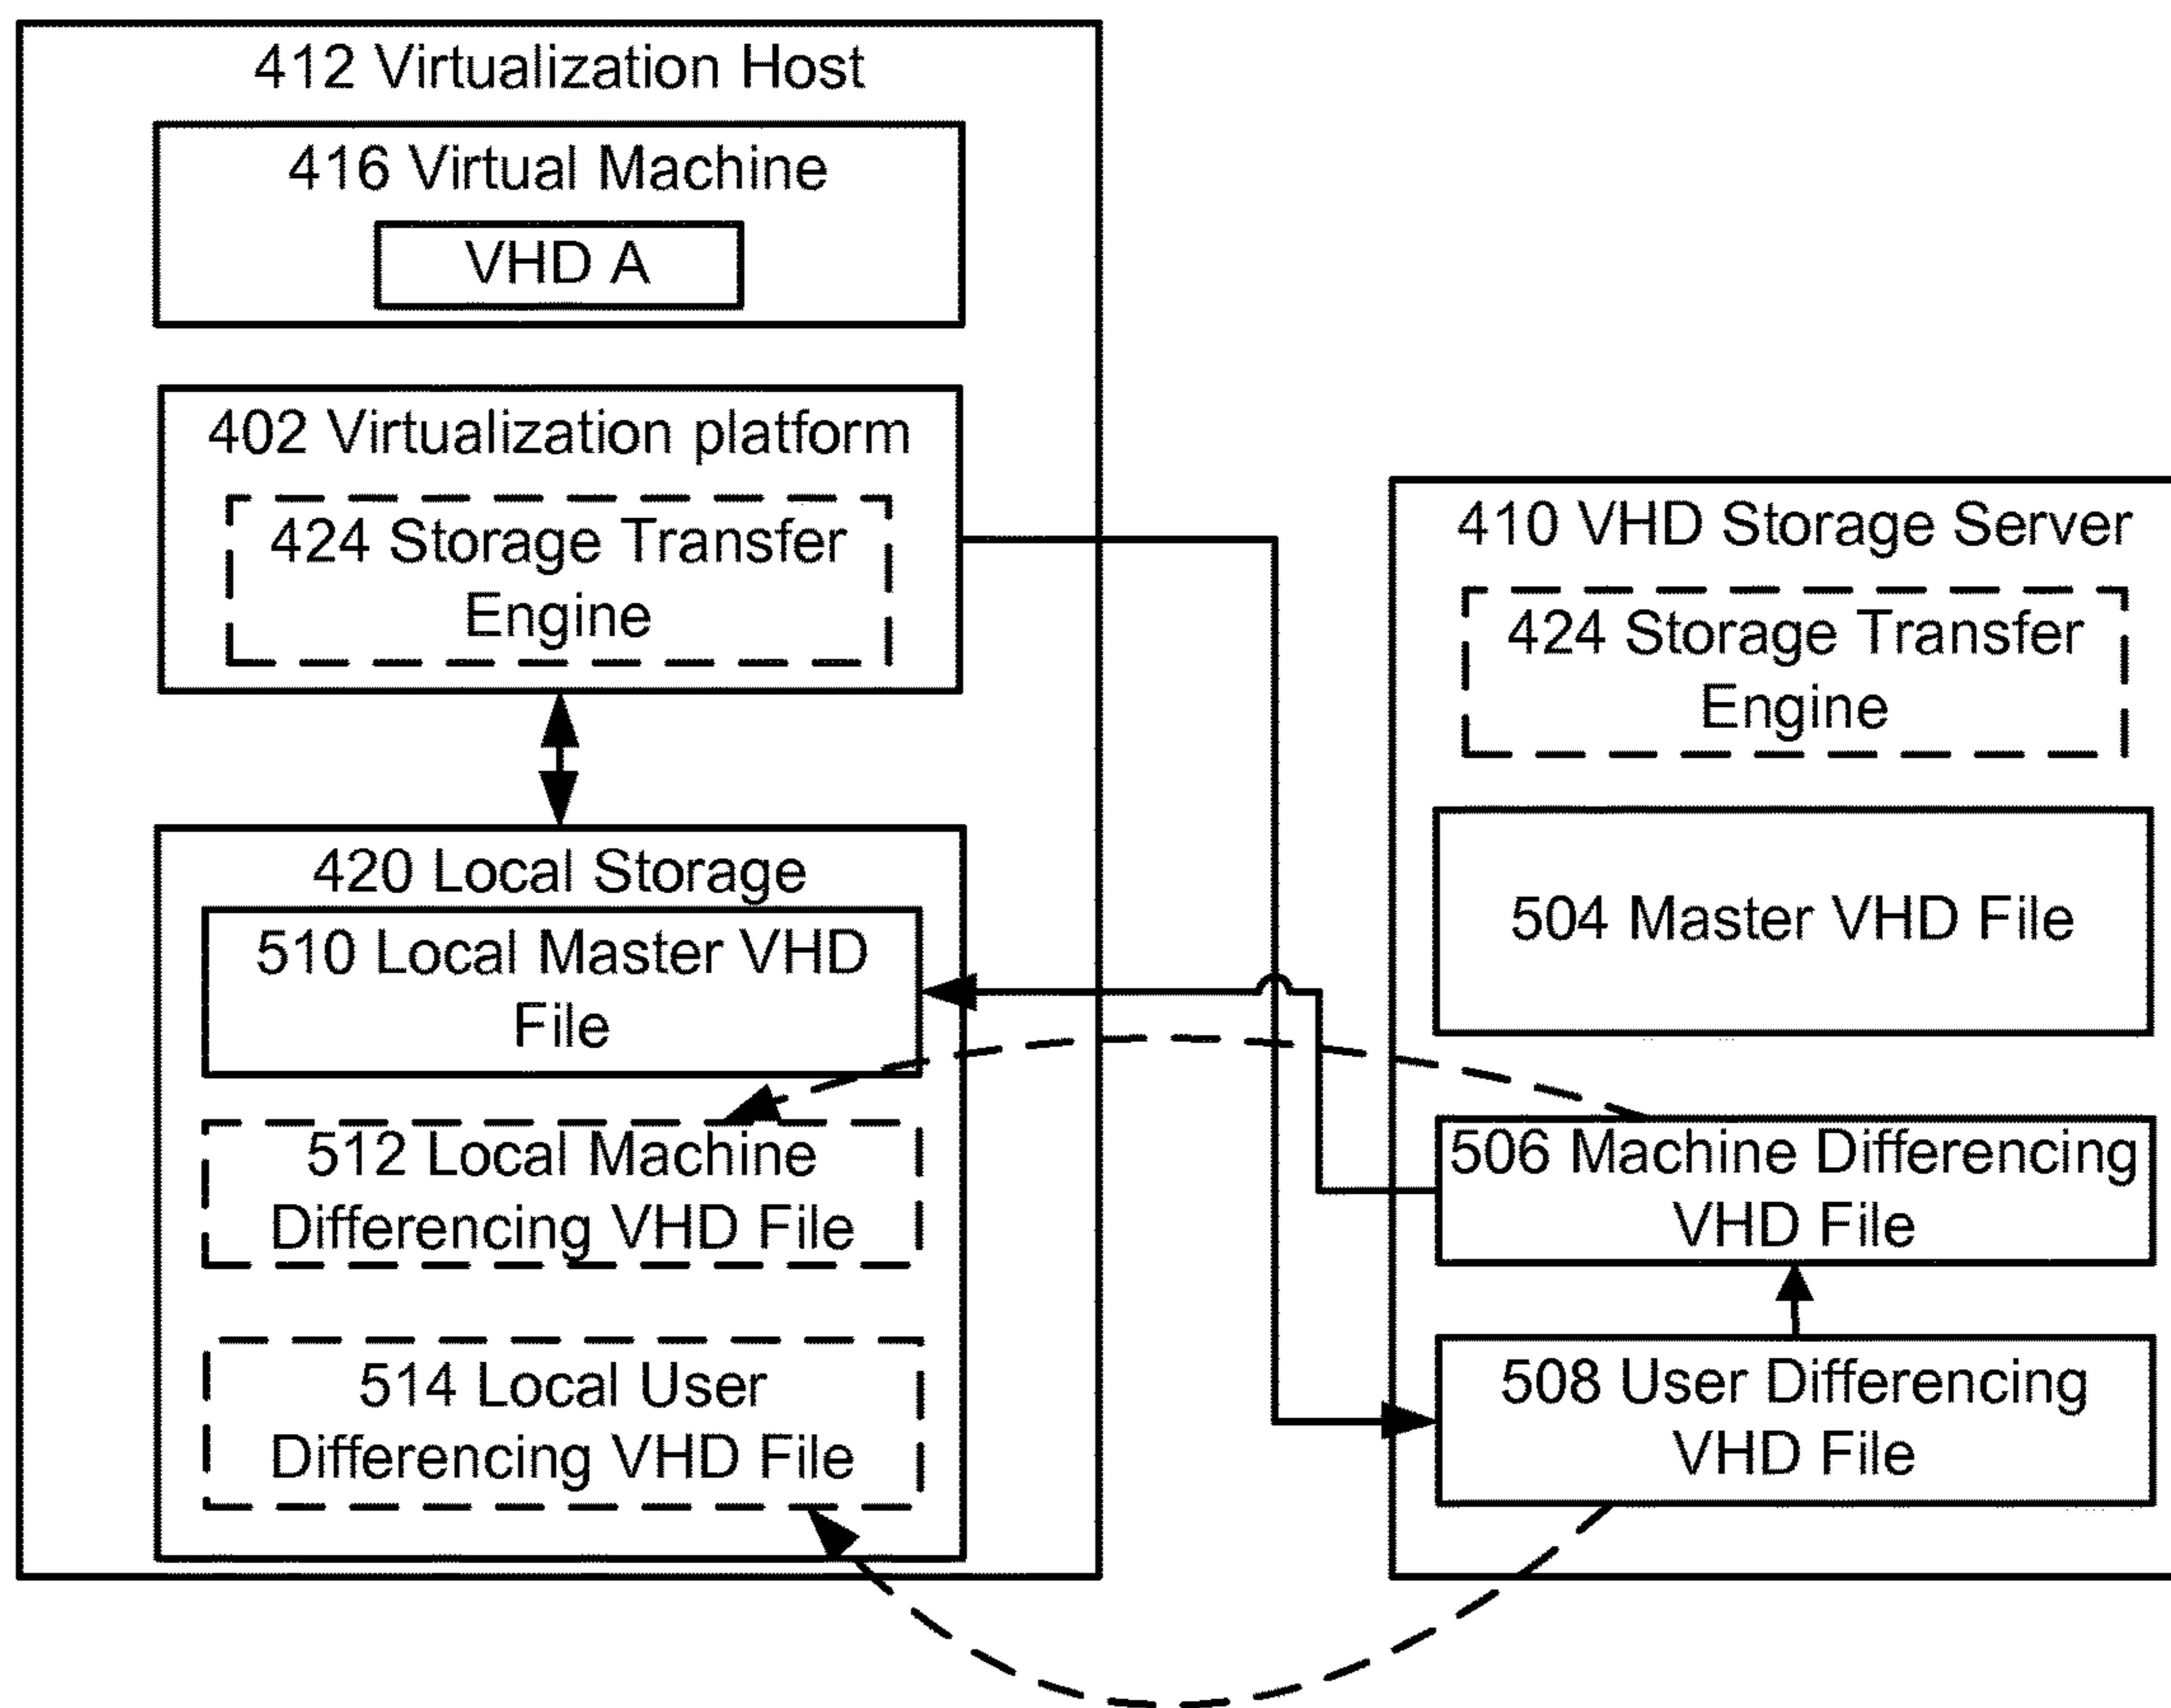 412 Virtualization Host
416 Virtual Machine
VHD A
402 Virtualization platform
424 Storage Transfer
Engine
420 Local Storage
510 Local Master VHD
File
512 Local Machine
Differencing VHD File
514 Local User
Differencing VHD File
410 VHD Storage Server
424 Storage Transfer
Engine
504 Master VHD File
506 Machine Differencing
VHD File
508 User Differencing
VHD File